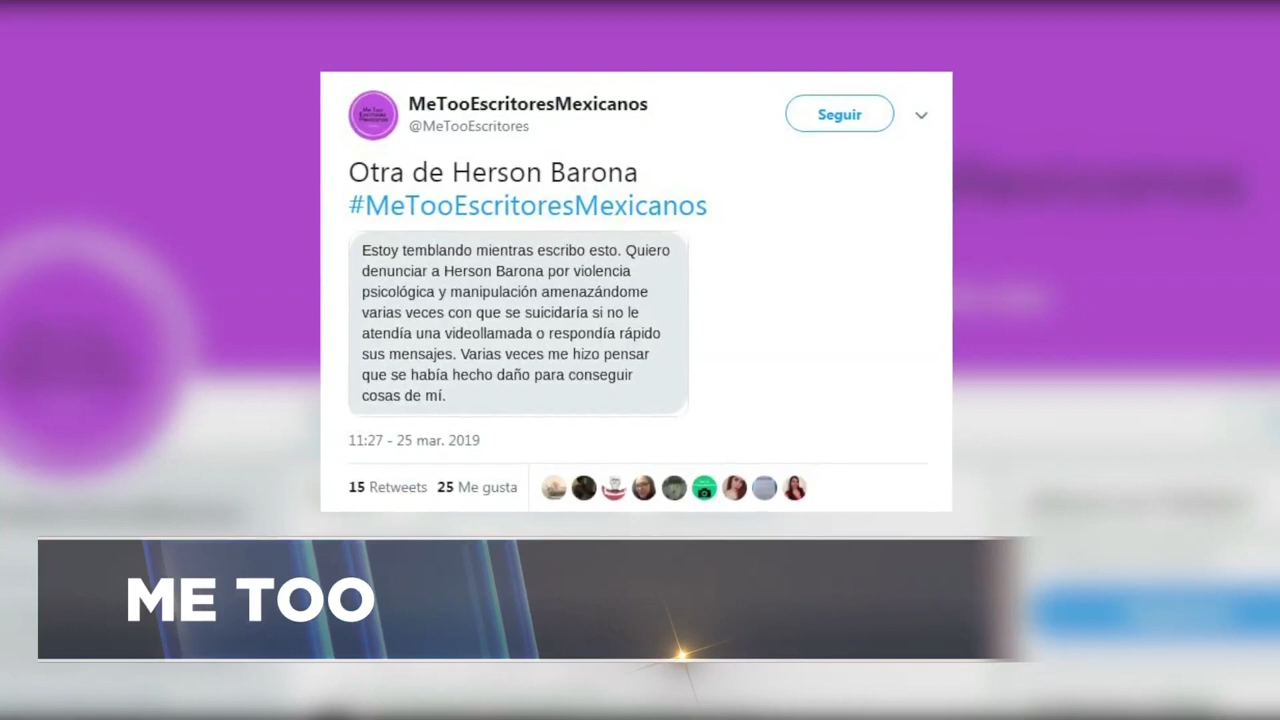 MeTooEscritoresMexicanos
@MeTooEscritores
Seguir
Otra de Herson Barona
#MeTooEscritoresMexicanos
Estoy temblando mientras escribo esto. Quiero
denunciar a Herson Barona por violencia
psicológica y manipulación amenazándome
varias veces con que se suicidaría si no le
atendía una videollamada o respondía rápido
sus mensajes. Varias veces me hizo pensar
que se había hecho daño para conseguir
cosas de mí.
11:27 - 25 mar. 2019
15 Retweets 25 Me gusta
ME TOO